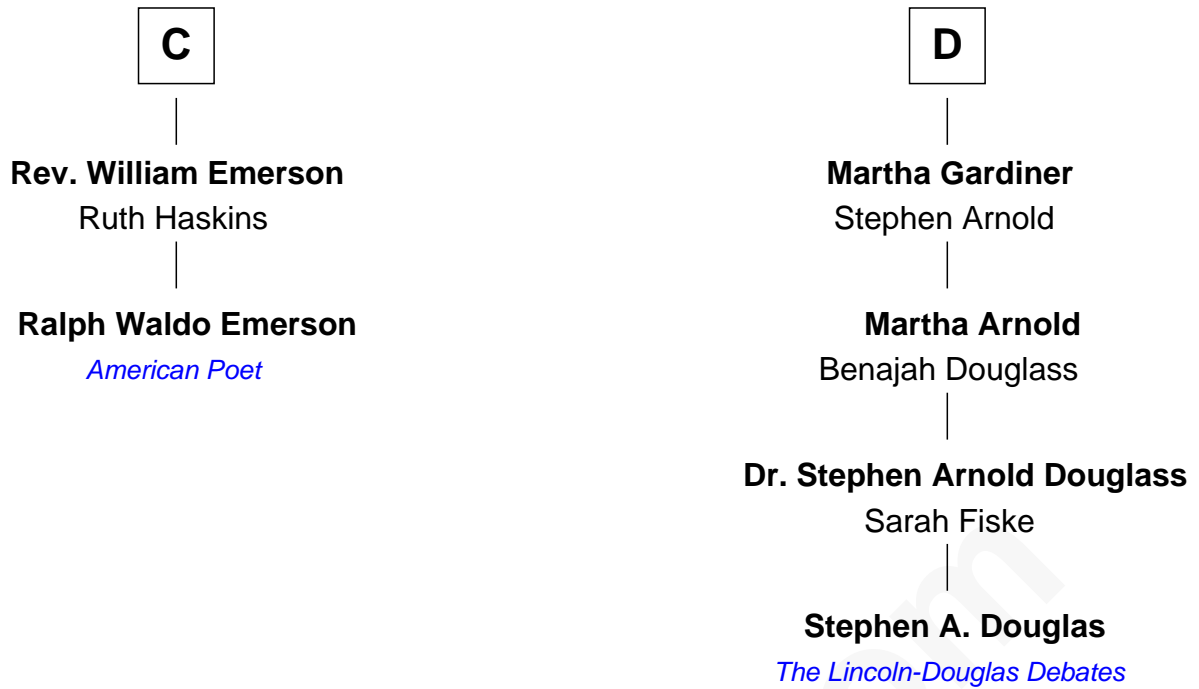 C
Rev. William Emerson
Ruth Haskins
Ralph Waldo Emerson
American Poet
D
Martha Gardiner
Stephen Arnold
Martha Arnold
Benajah Douglass
Dr. Stephen Arnold Douglass
Sarah Fiske
Stephen A. Douglas
The Lincoln-Douglas Debates